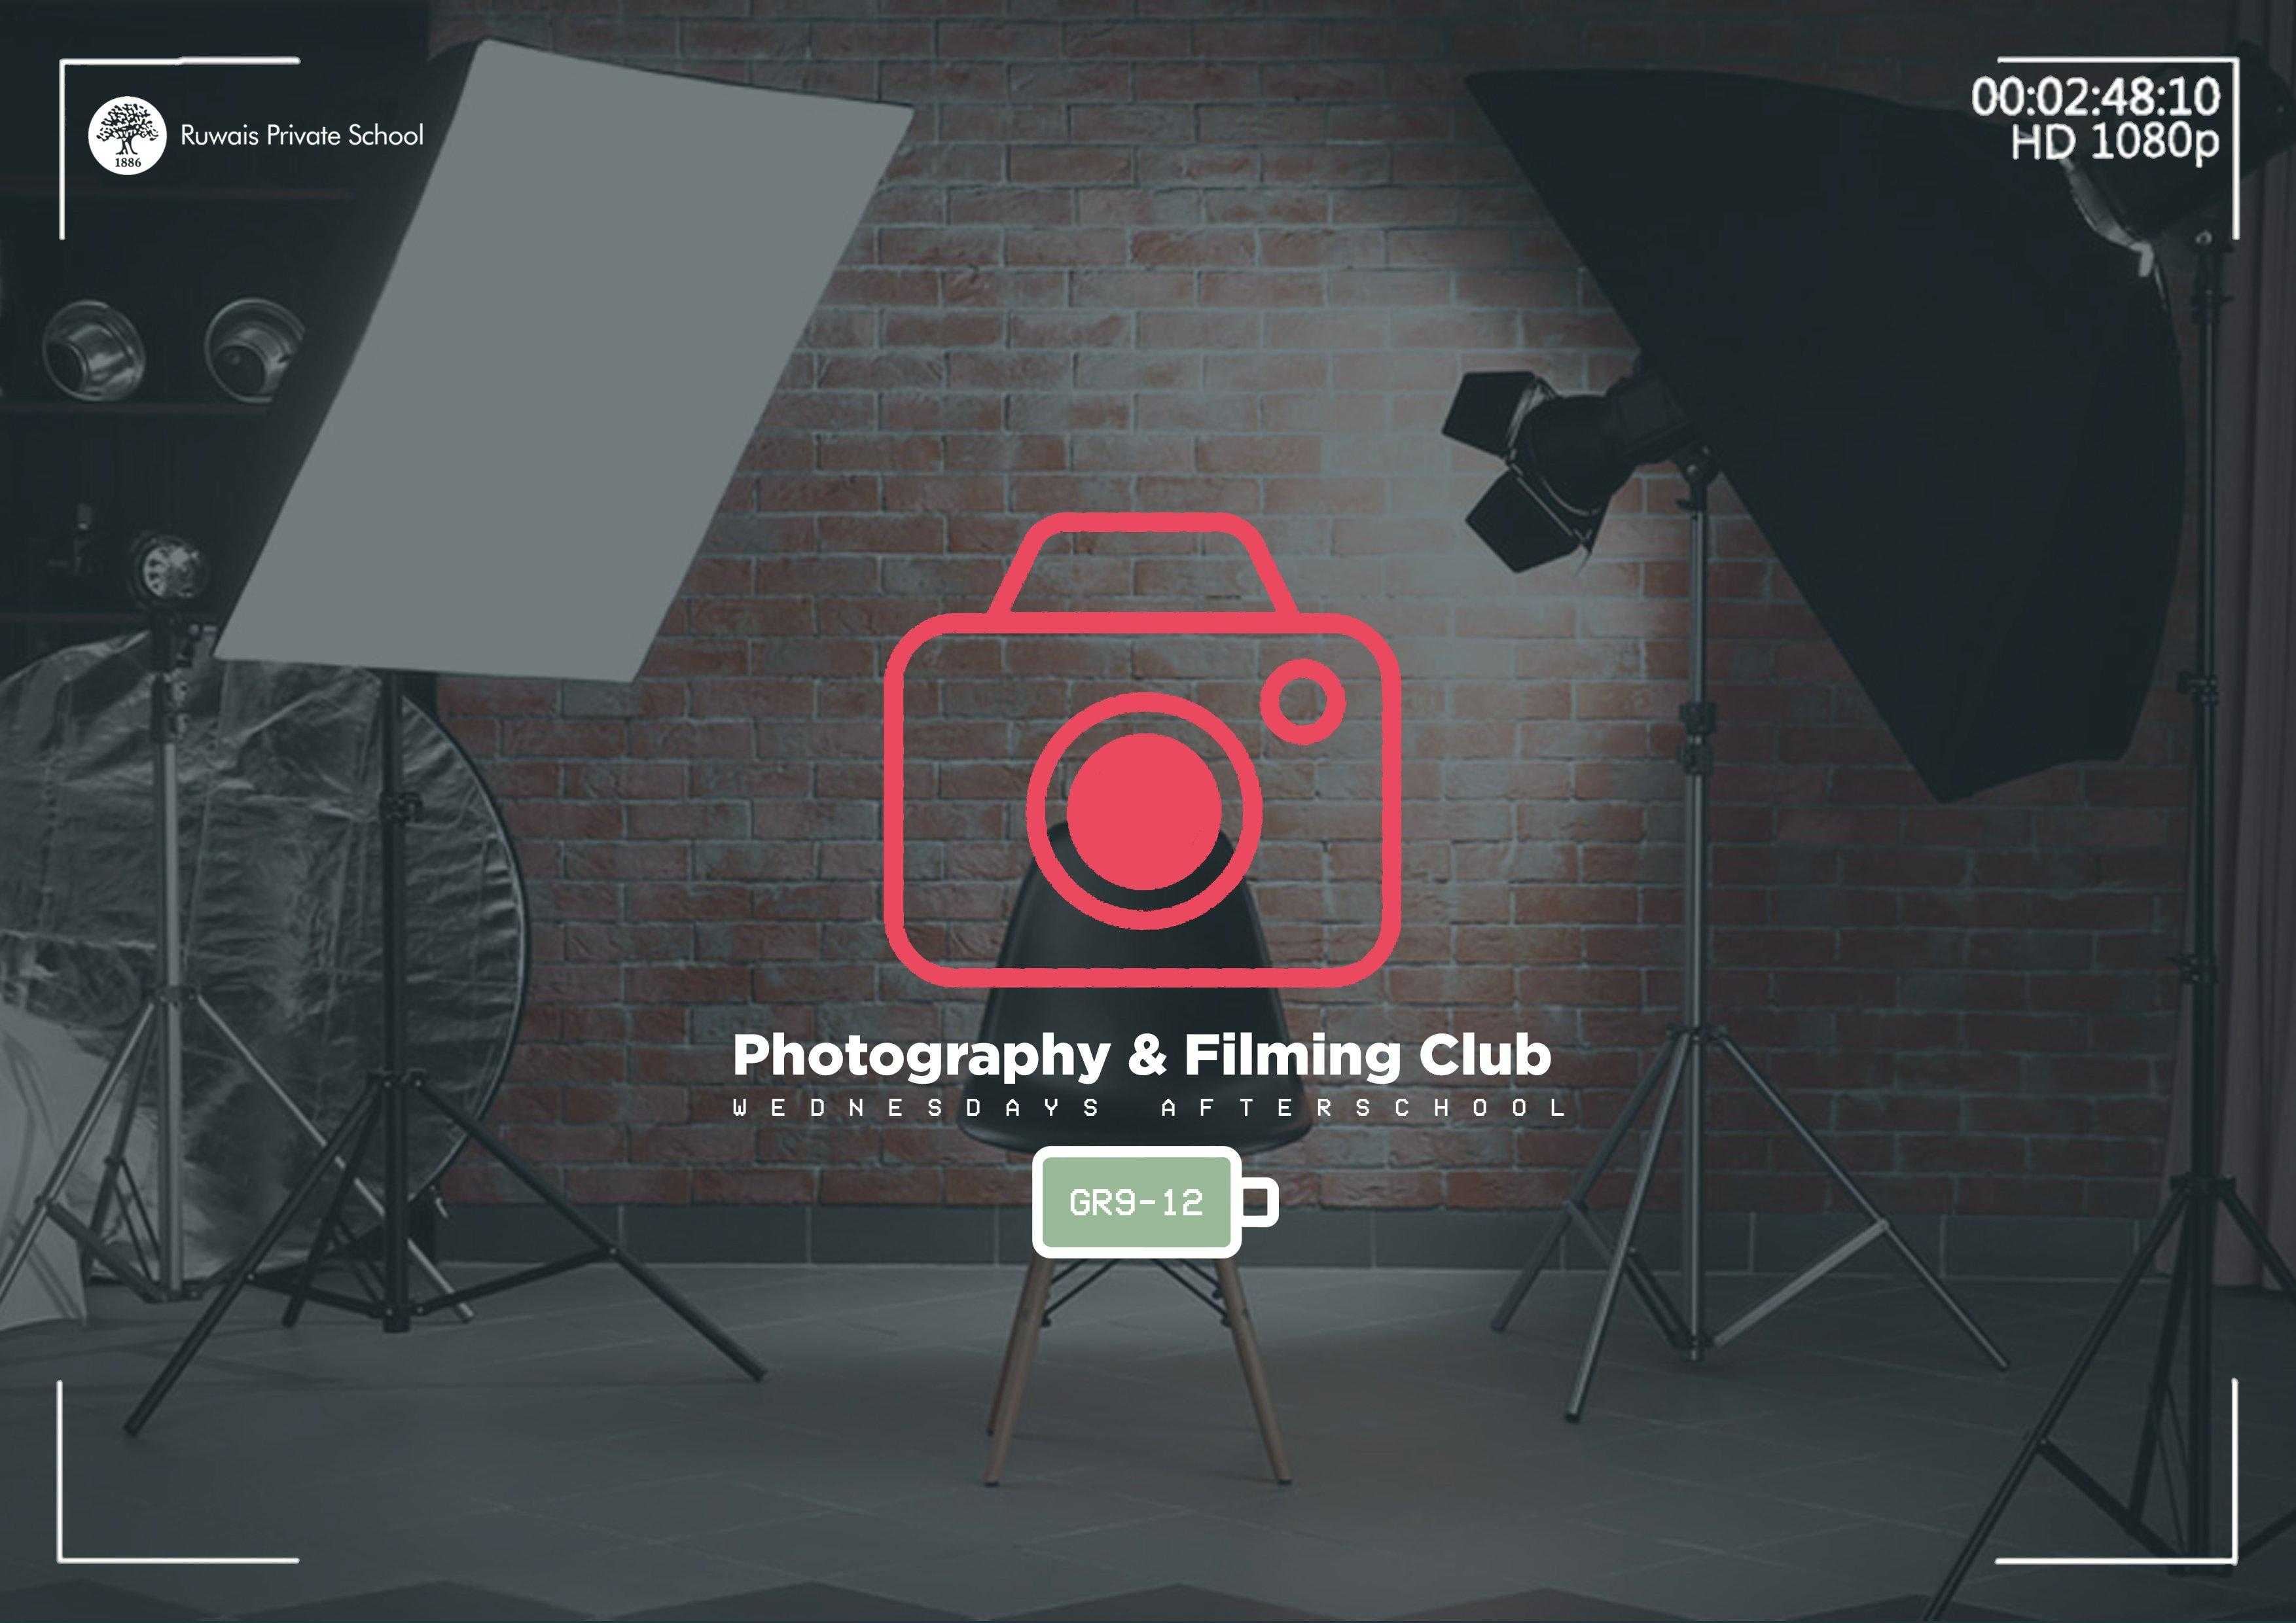 Ruwais Private School
1886
00:02:48:10
HD 1080p
Photography & Filming Club
WEDNESDAYS AFTERSCHOOL
GR9-12